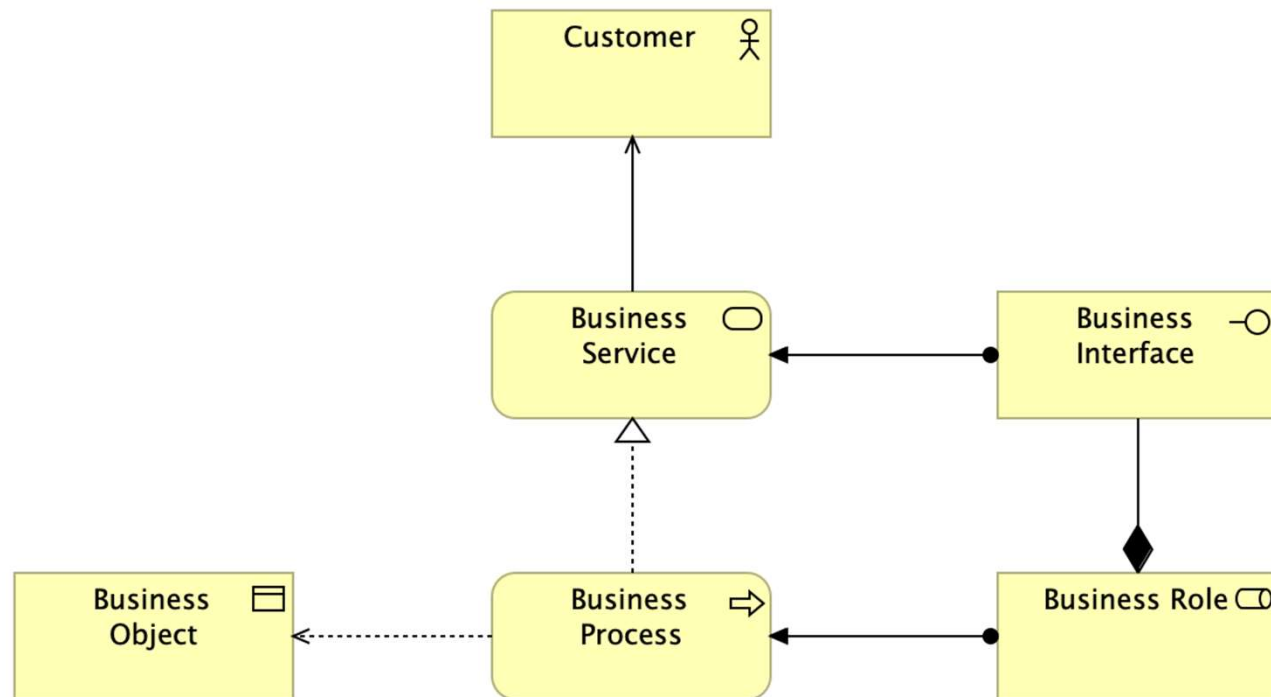 Customer
Business
Service
Business
Interface
Business
Object
Business
Process
Business Role